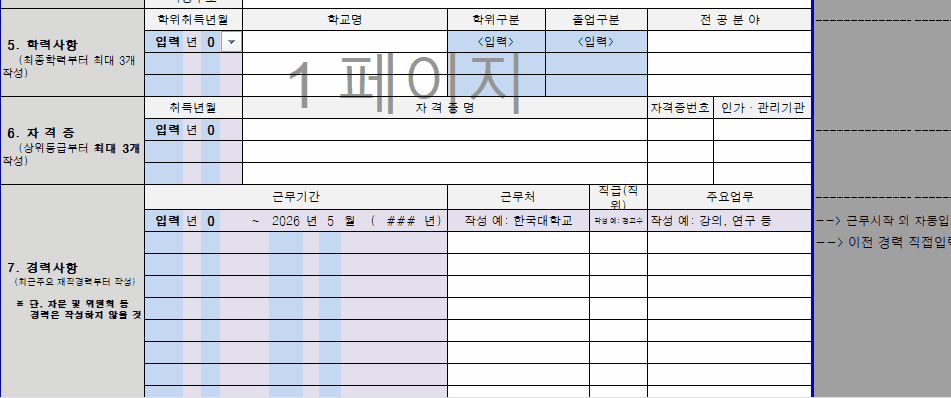 학위취득년월 학교명 학위구분 졸업구분 전 공 분 야
5. 학력사항
(최종학력부터 최대 3개
작성)
입력 년 0 <입력> <입력>
1 페이지
취득년월 자 격 증 명 자격증번호 인가 · 관리기관
6. 자 격 증
(상위등급부터 최대 3개
작성)
입력 년 0
근무기간 근무처 직급(직
위) 주요업무
입력 년 0 ~ 2026 년 5 월 ( ### 년) 작성 예: 한국대학교 작성 예: 정교수 작성 예: 강의, 연구 등
--> 근무시작 외 자동입
--> 이전 경력 직접입력
7. 경력사항
(최근주요 재직경력부터 작성)
※ 단, 자문 및 위원회 등
경력은 작성하지 않을 것